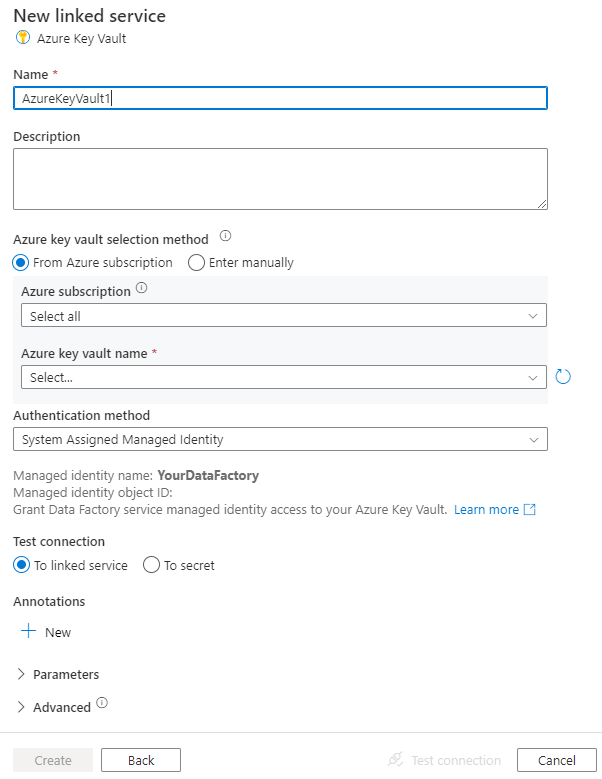 New linked service
Azure Key Vault
Name *
AzureKeyVault1
Description
Azure key vault selection method
From Azure subscription Enter manually
Azure subscription
Select all
Azure key vault name *
Select...
Authentication method
System Assigned Managed Identity
Managed identity name: YourDataFactory
Managed identity object ID:
Grant Data Factory service managed identity access to your Azure Key Vault. Learn more
Test connection
To linked service To secret
Annotations
New
Parameters
Advanced
Create Back Test connection Cancel